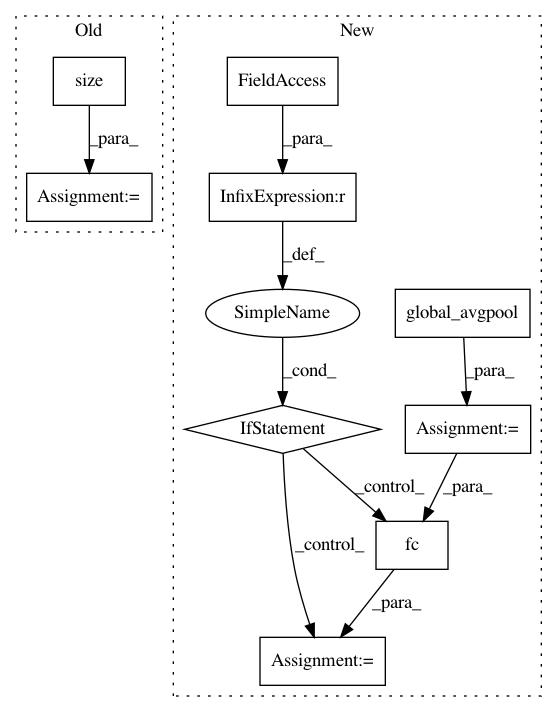 Old
New
size
FieldAccess
_para_
_para_
Assignment:=
InfixExpression:r
_def_
SimpleName
global_avgpool
_cond_
_para_
IfStatement
Assignment:=
_control_
_para_
_control_
fc
_para_
Assignment:=